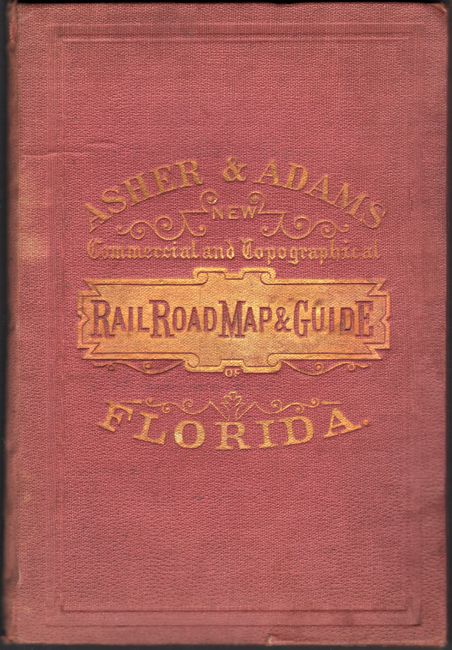 ASHER & ADAMS
NEW
Commercial and Topographical
RAIL ROAD MAP & GUIDE
OF
FLORIDA.